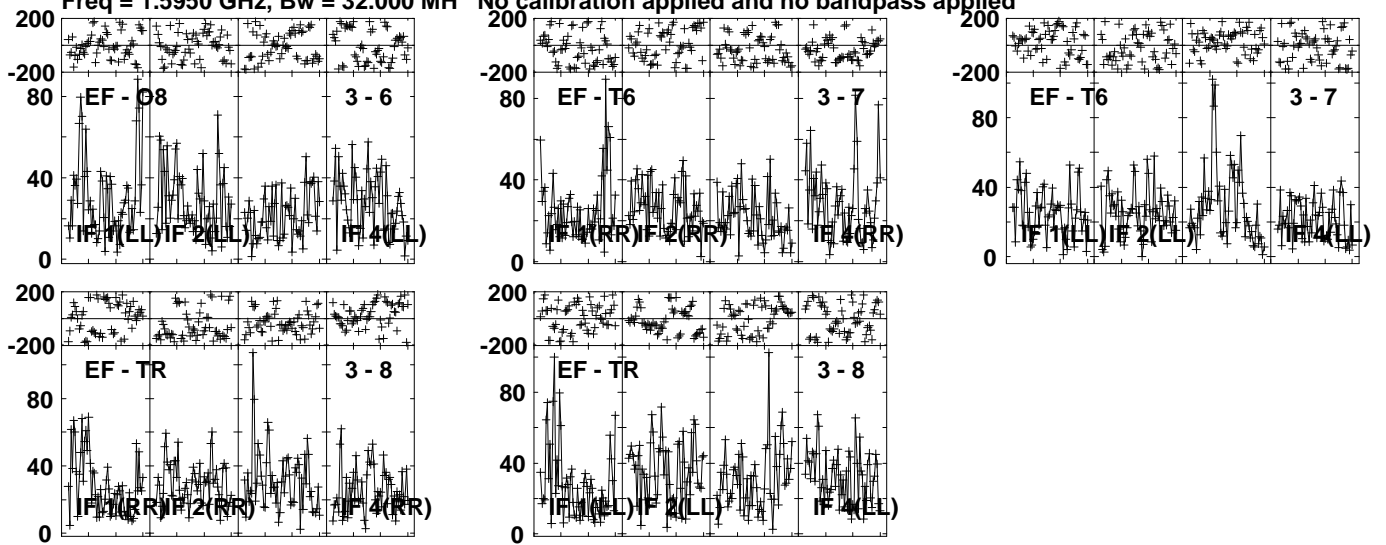 Freq = 1.5950 GHz, Bw = 32.000 MH No calibration applied and no bandpass applied
200
-200
80
40
0
EF - O8
3 - 6
IF 1(LL)
IF 2(LL)
IF 4(LL)
200
-200
80
40
0
EF - T6
3 - 7
IF 1(RR)
IF 2(RR)
IF 4(RR)
200
-200
80
40
0
EF - T6
3 - 7
IF 1(LL)
IF 2(LL)
IF 4(LL)
200
-200
80
40
0
EF - TR
3 - 8
IF 1(RR)
IF 2(RR)
IF 4(RR)
200
-200
80
40
0
EF - TR
3 - 8
IF 1(LL)
IF 2(LL)
IF 4(LL)